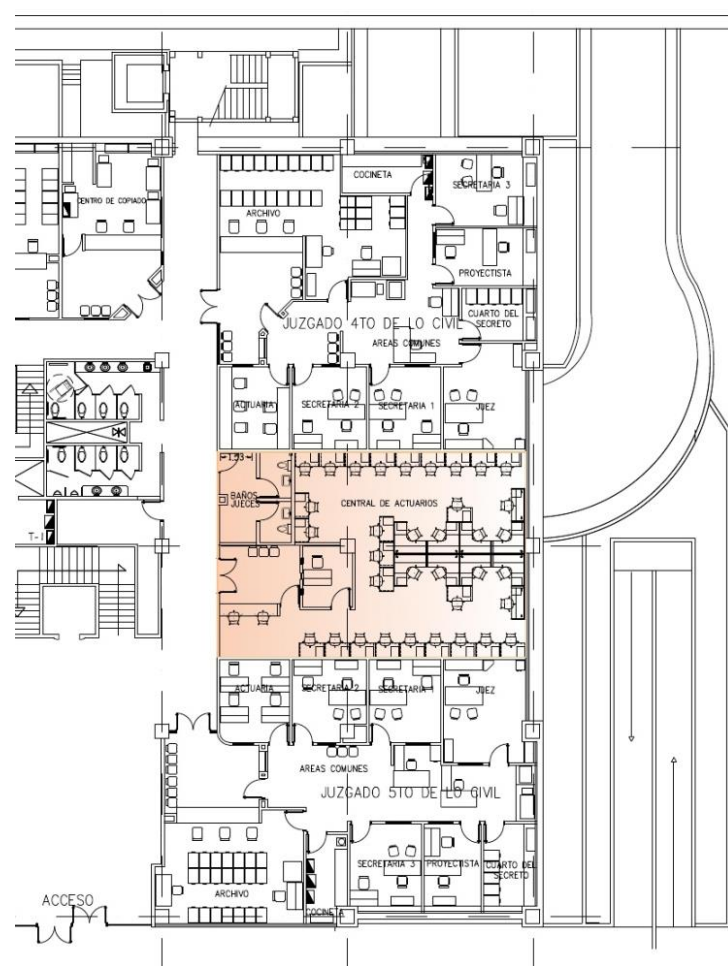 COCINETA
SECRETARIA 3
CENTRO DE COPIADO
ARCHIVO
PROYECTISTA
CUARTO DEL
SECRETO
JUZGADO 4TO DE LO CIVIL
AREAS COMUNES
ACTUARIA
SECRETARIA 2
SECRETARIA 1
JUEZ
1.53
BAÑOS
JUECES
CENTRAL DE ACTUARIOS
T-1
ACTUARIA
SECRETARIA 2
SECRETARIA 1
JUEZ
AREAS COMUNES
JUZGADO 5TO DE LO CIVIL
SECRETARIA 3
PROYECTISTA
CUARTO DEL
SECRETO
ARCHIVO
ACCESO
COCINETA